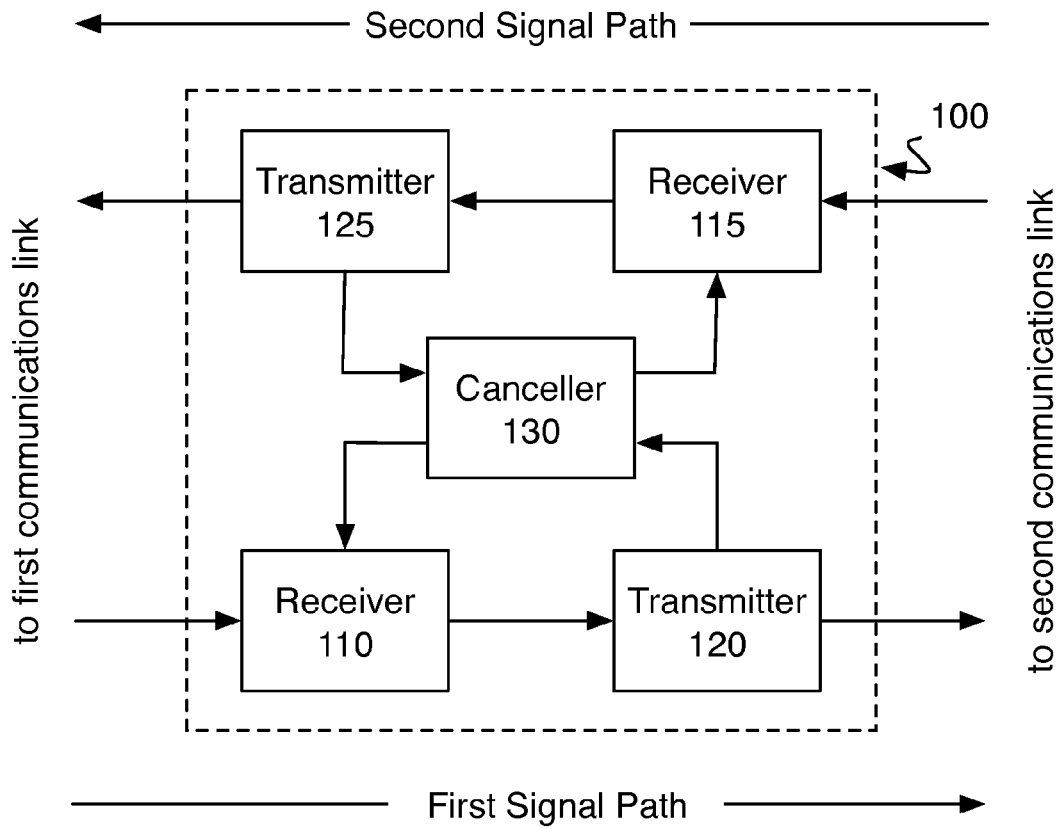 Second Signal Path
100
Transmitter
125
Receiver
115
to first communications link
to second communications link
Canceller
130
Receiver
110
Transmitter
120
First Signal Path